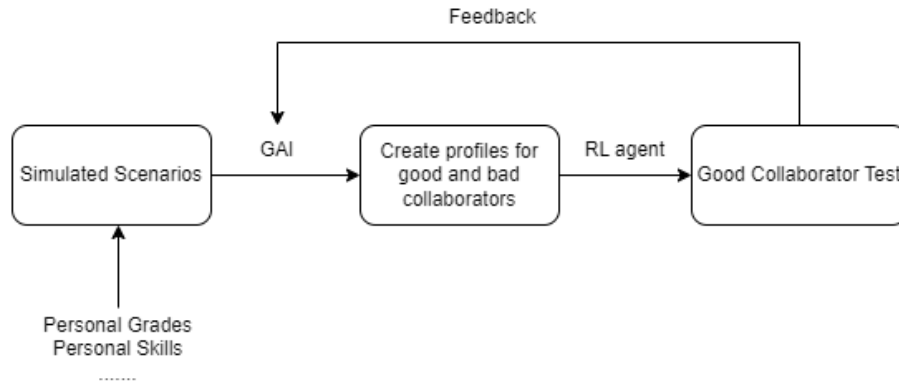 Feedback
GAI
RL agent
Simulated Scenarios
Create profiles for
good and bad
collaborators
Good Collaborator Test
Personal Grades
Personal Skills
.......